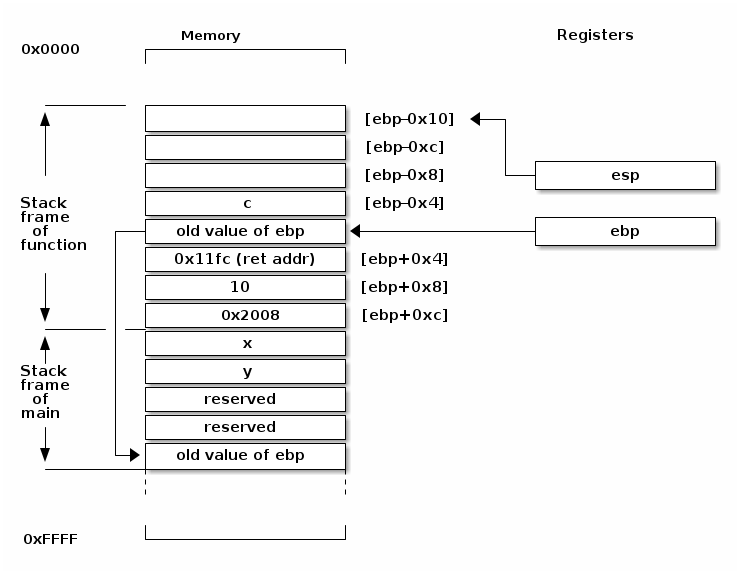 Memory
Registers
0x0000
[ebp-0x10]
[ebp-0xc]
[ebp-0x8]
esp
c
[ebp-0x4]
Stack
frame
of
function
old value of ebp
ebp
0x11fc (ret addr)
[ebp+0x4]
10
[ebp+0x8]
0x2008
[ebp+0xc]
x
Stack
frame
of
main
y
reserved
reserved
old value of ebp
0xFFFF